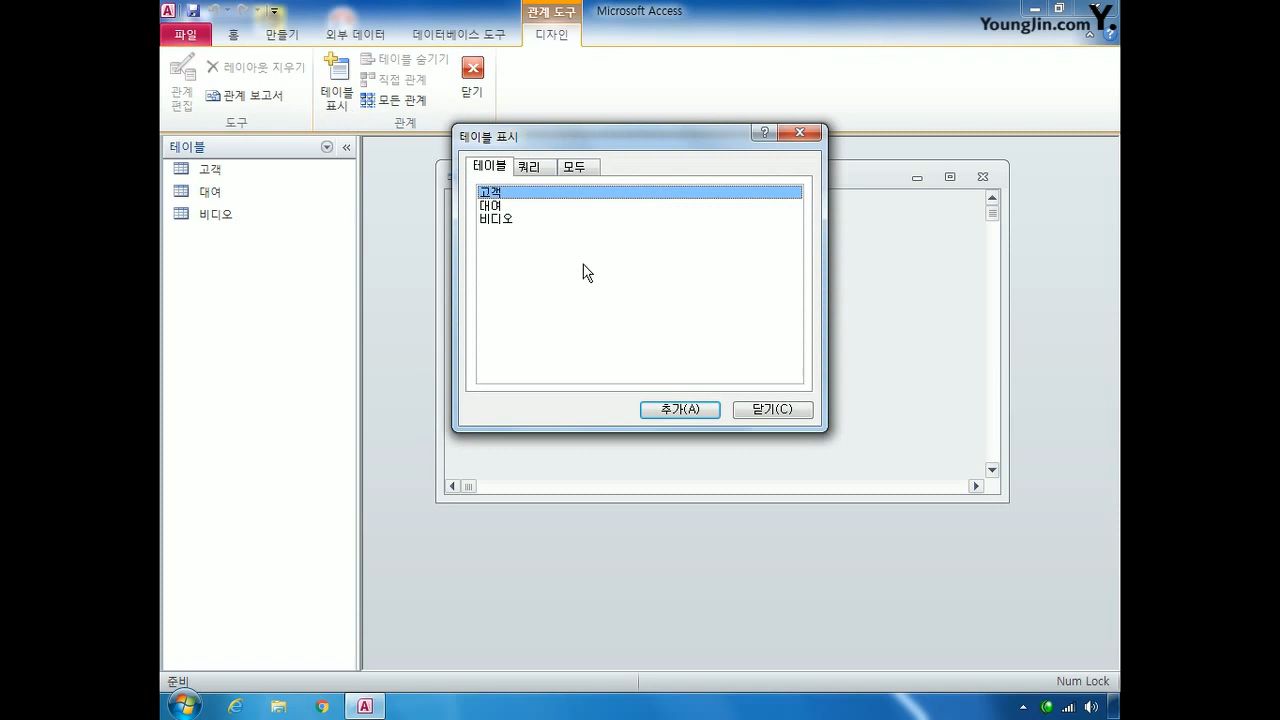 관계 도구
Microsoft Access
Younglin.com Y.
파일
홈
만들기
외부 데이터
데이터베이스 도구
디자인
관계 편집
레이아웃 지우기
관계 보고서
도구
테이블 표시
테이블 숨기기
직접 관계
모든 관계
관계
닫기
테이블
고객
대여
비디오
테이블 표시
테이블
쿼리
모두
고객
대여
비디오
추가(A)
닫기(C)
준비
Num Lock